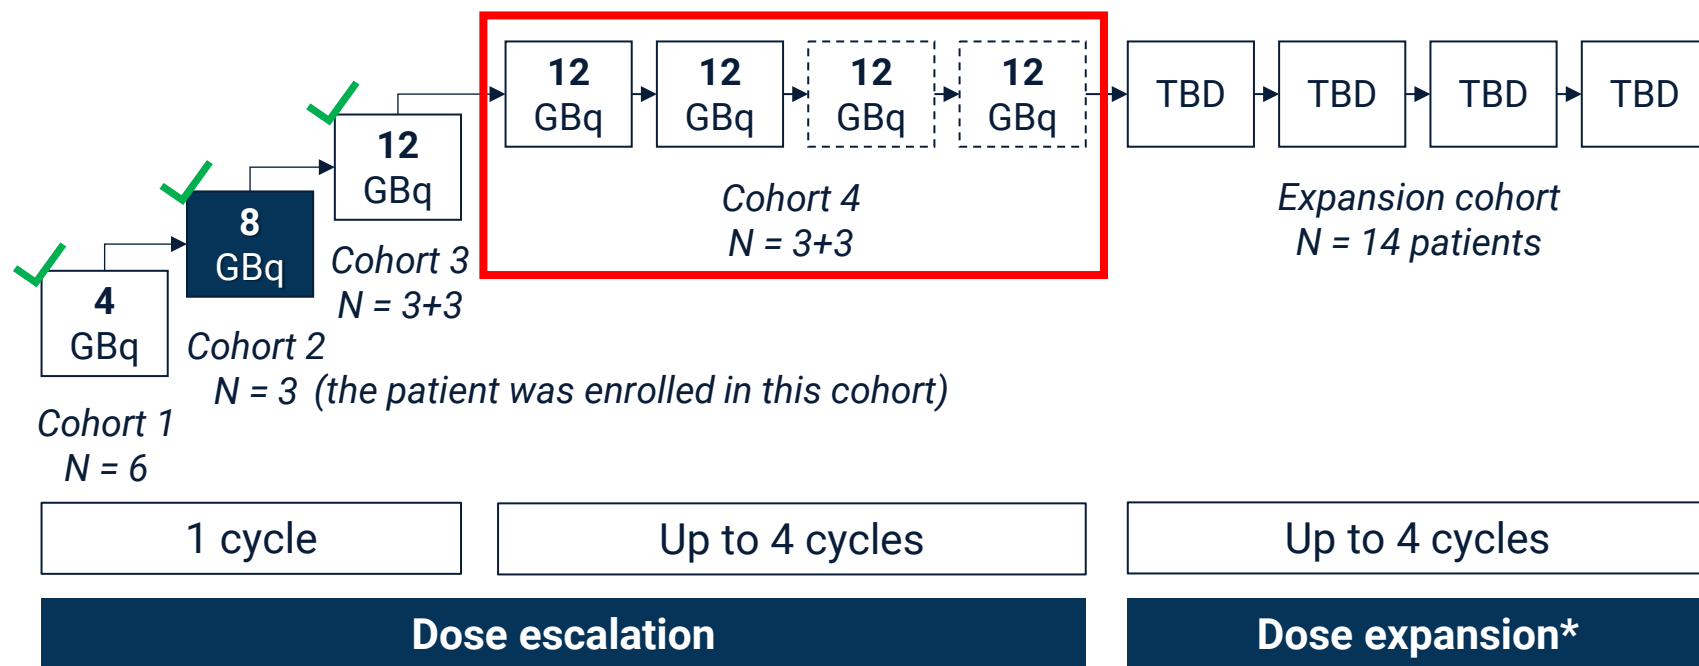 4
GBq
Cohort 1
N = 6
8
GBq
Cohort 2
N = 3 (the patient was enrolled in this cohort)
12
GBq
Cohort 3
N = 3+3
12
GBq
12
GBq
12
GBq
12
GBq
Cohort 4
N = 3+3
TBD
TBD
TBD
TBD
Expansion cohort
N = 14 patients
1 cycle
Up to 4 cycles
Up to 4 cycles
Dose escalation
Dose expansion*